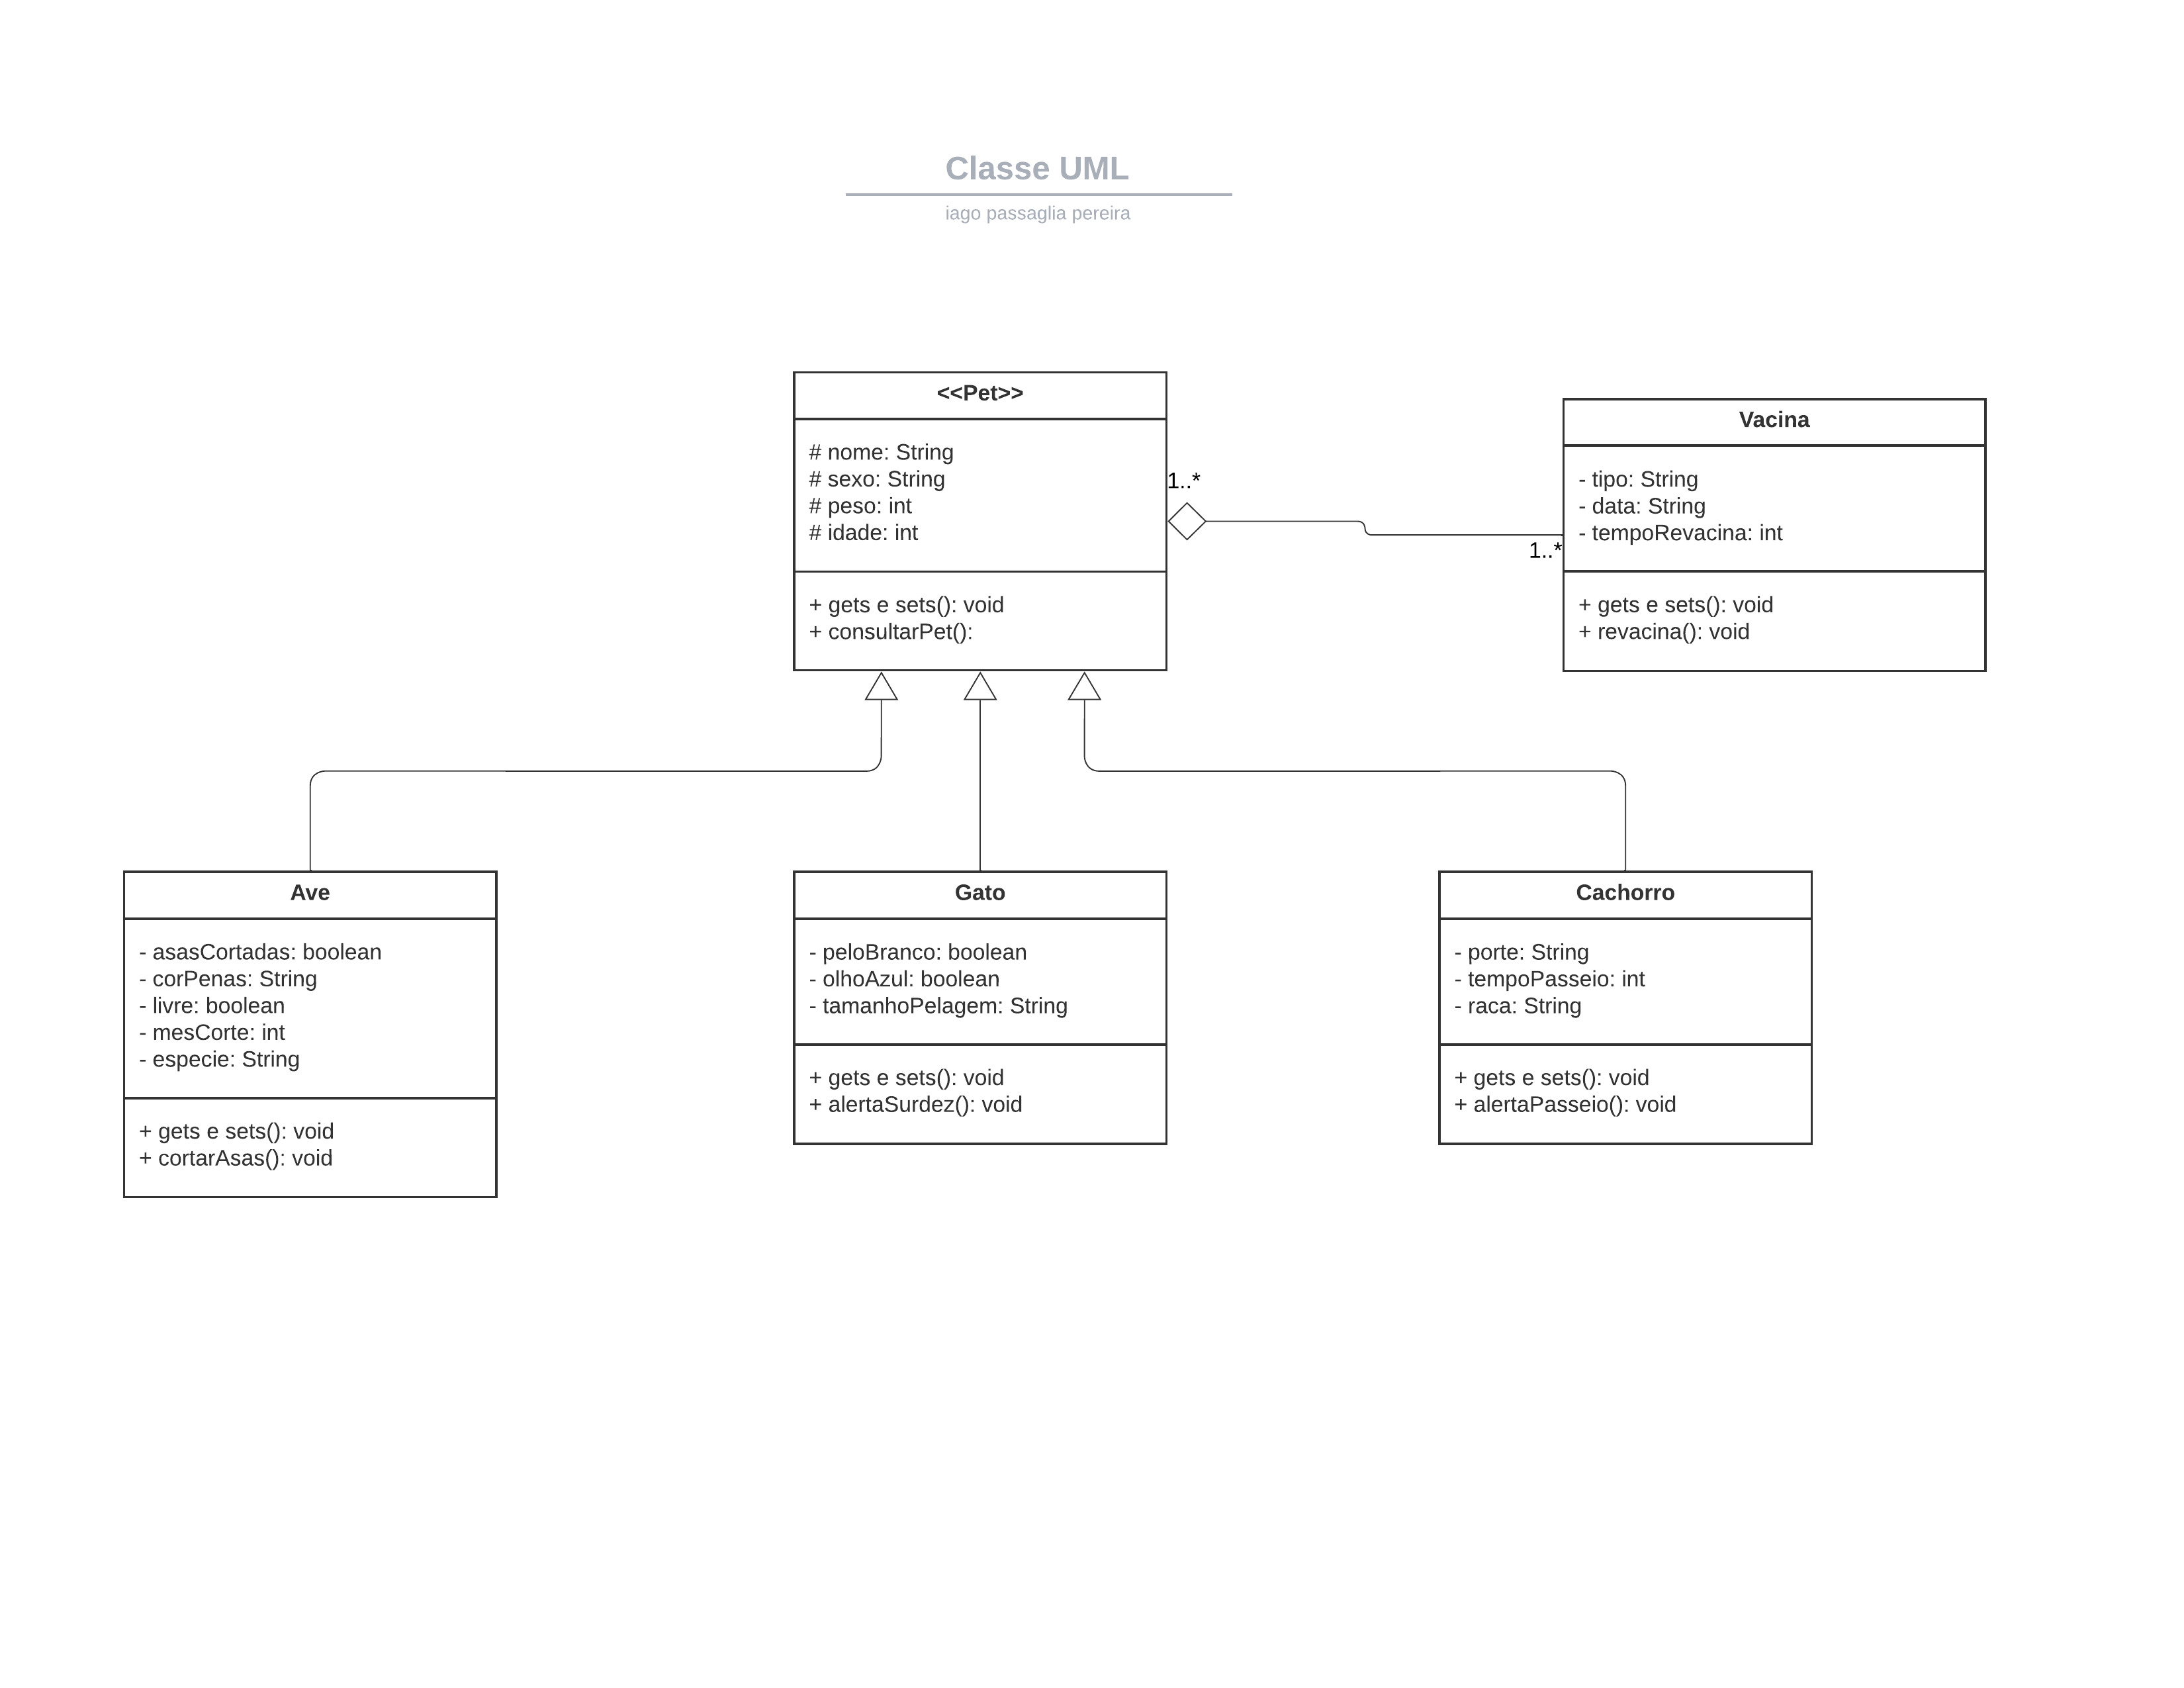 Classe UML
iago passaglia pereira
<<Pet>>
# nome: String
# sexo: String
# peso: int
# idade: int
+ gets e sets(): void
+ consultarPet():
1..*
1..*
Vacina
- tipo: String
- data: String
- tempoRevacina: int
+ gets e sets(): void
+ revacina(): void
Ave
- asasCortadas: boolean
- corPenas: String
- livre: boolean
- mesCorte: int
- especie: String
+ gets e sets(): void
+ cortarAsas(): void
Gato
- peloBranco: boolean
- olhoAzul: boolean
- tamanhoPelagem: String
+ gets e sets(): void
+ alertaSurdez(): void
Cachorro
- porte: String
- tempoPasseio: int
- raca: String
+ gets e sets(): void
+ alertaPasseio(): void